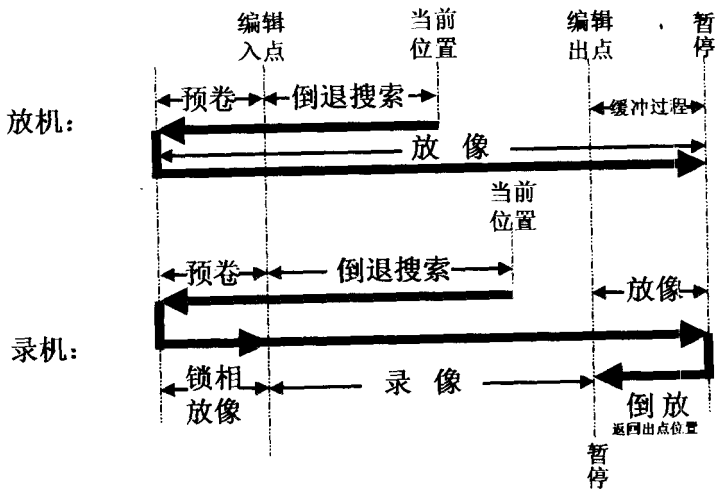 编辑
入点
当前
位置
编辑
出点
暂
停
预卷
倒退搜索
缓冲过程
放机：
放 像
当前
位置
预卷
倒退搜索
放像
录机：
锁相
放像
录 像
倒放
返回出点位置
暂
停